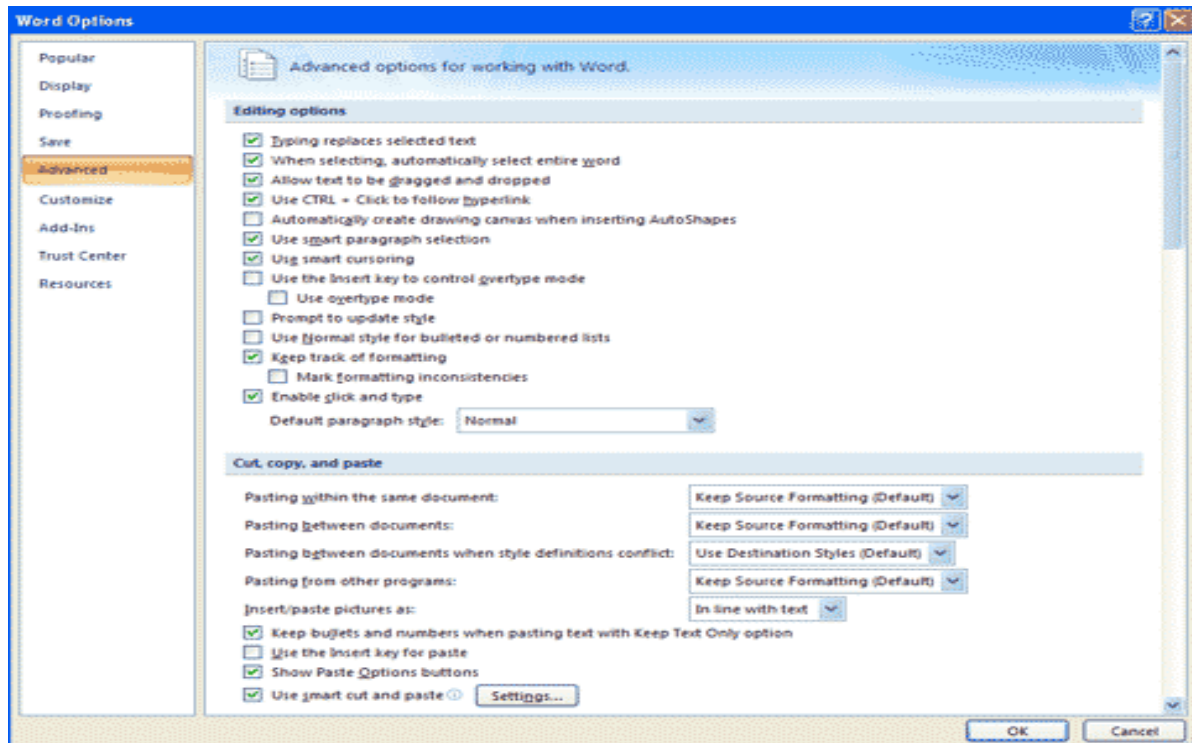 Word Options
Popular
Display
Proofing
Save
Advanced
Customize
Add-Ins
Trust Center
Resources
Advanced options for working with Word.
Editing options
Typing replaces selected text
When selecting, automatically select entire word
Allow text to be dragged and dropped
Use CTRL + Click to follow hyperlink
Automatically create drawing canvas when inserting AutoShapes
Use smart paragraph selection
Use smart cursoring
Use the Insert key to control overtype mode
Use overtype mode
Prompt to update style
Use Normal style for bulleted or numbered lists
Keep track of formatting
Mark formatting inconsistencies
Enable click and type
Default paragraph style: Normal
Cut, copy, and paste
Pasting within the same document: Keep Source Formatting (Default)
Pasting between documents: Keep Source Formatting (Default)
Pasting between documents when style definitions conflict: Use Destination Styles (Default)
Pasting from other programs: Keep Source Formatting (Default)
Insert/paste pictures as: In line with text
Keep bullets and numbers when pasting text with Keep Text Only option
Use the Insert key for paste
Show Paste Options buttons
Use smart cut and paste Settings...
OK Cancel